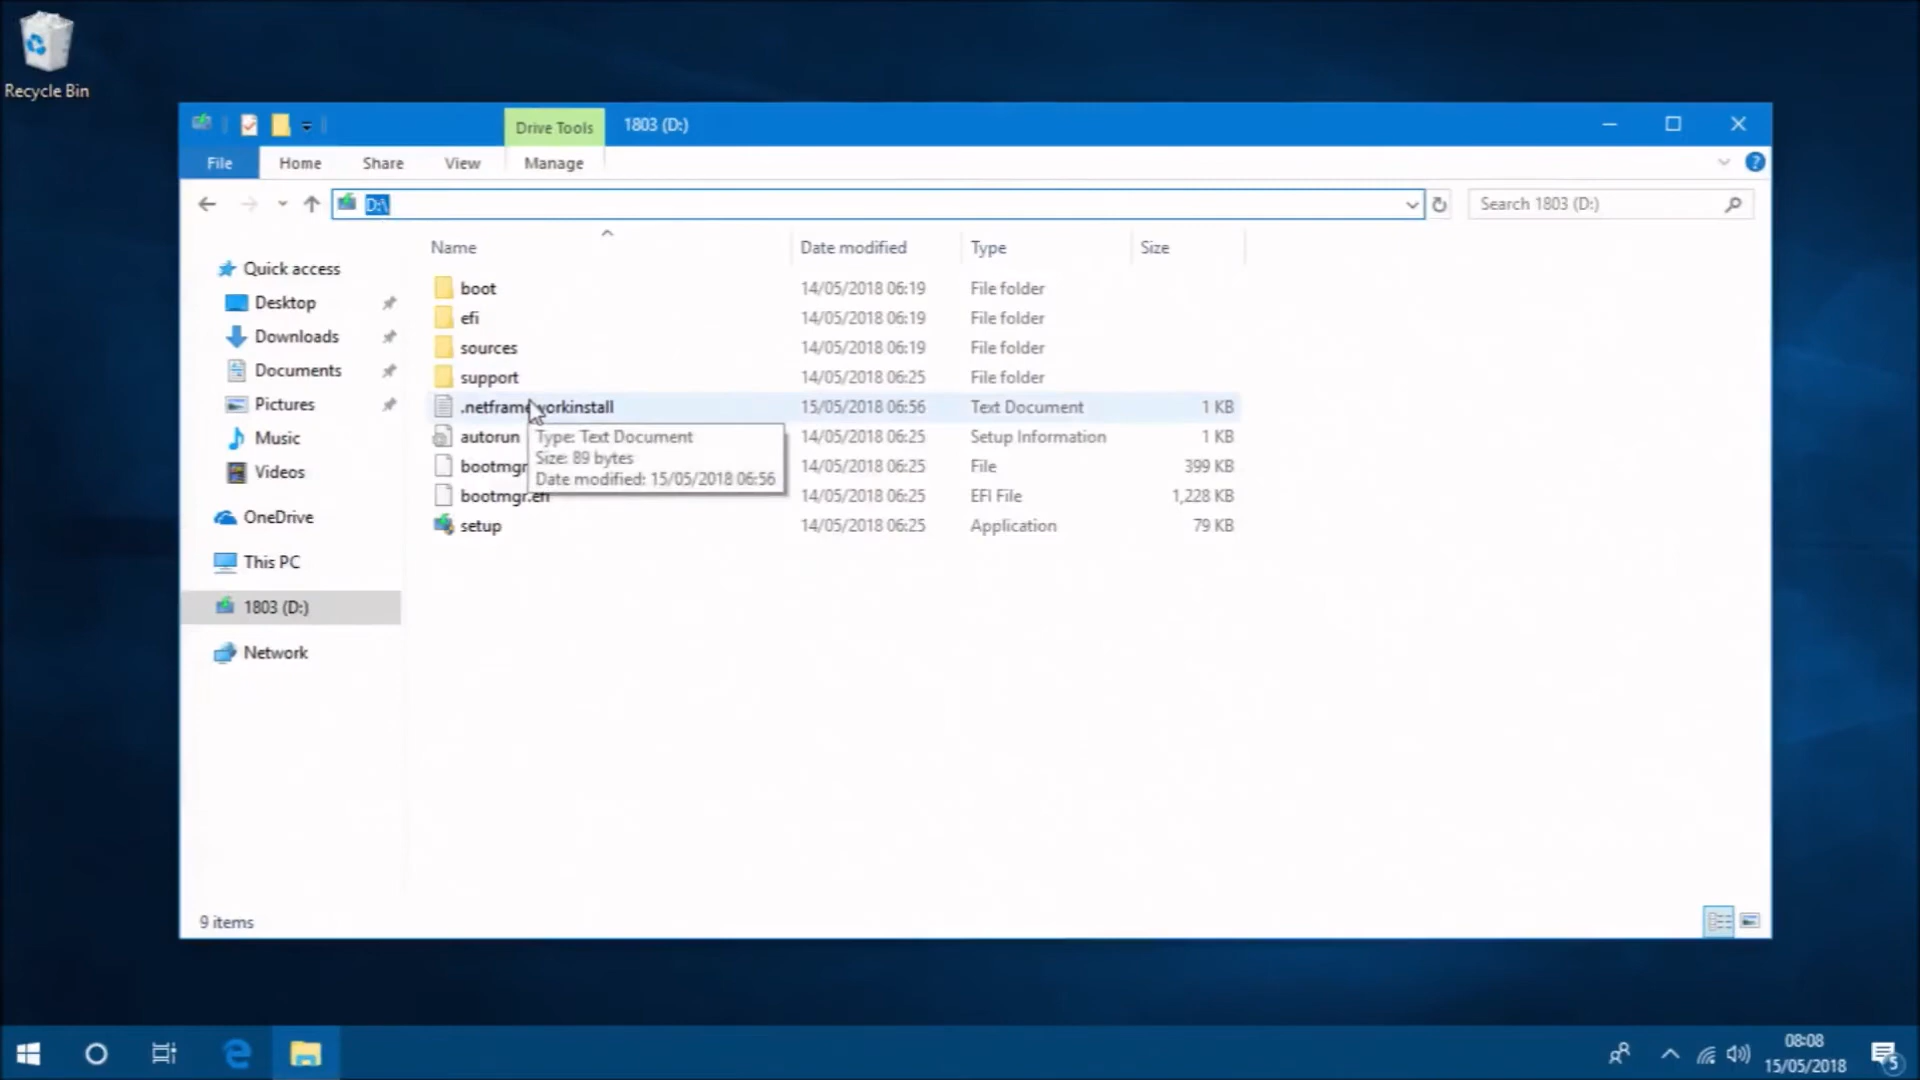 Recycle Bin
Drive Tools
1803 (D:)
File
Home
Share
View
Manage
?
D:\
Search 1803 (D:)
Name
Date modified
Type
Size
Quick access
Desktop
Downloads
Documents
Pictures
Music
Videos
OneDrive
This PC
1803 (D:)
Network
boot 14/05/2018 06:19 File folder
efi 14/05/2018 06:19 File folder
sources 14/05/2018 06:19 File folder
support 14/05/2018 06:25 File folder
.netframeworkinstall 15/05/2018 06:56 Text Document 1 KB
autorun 14/05/2018 06:25 Setup Information 1 KB
bootmgr 14/05/2018 06:25 File 399 KB
bootmgr.efi 14/05/2018 06:25 EFI File 1,228 KB
setup 14/05/2018 06:25 Application 79 KB
Type: Text Document
Size: 89 bytes
Date modified: 15/05/2018 06:56
9 items
08:08
15/05/2018
5